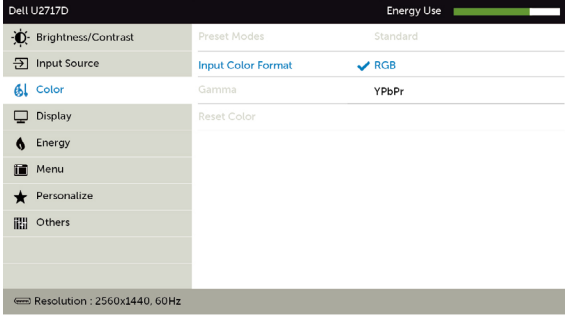 Dell U2717D Energy Use
Brightness/Contrast Preset Modes Standard
Input Source Input Color Format RGB
Color Gamma YPbPr
Display Reset Color
Energy
Menu
Personalize
Others
Resolution : 2560x1440, 60Hz